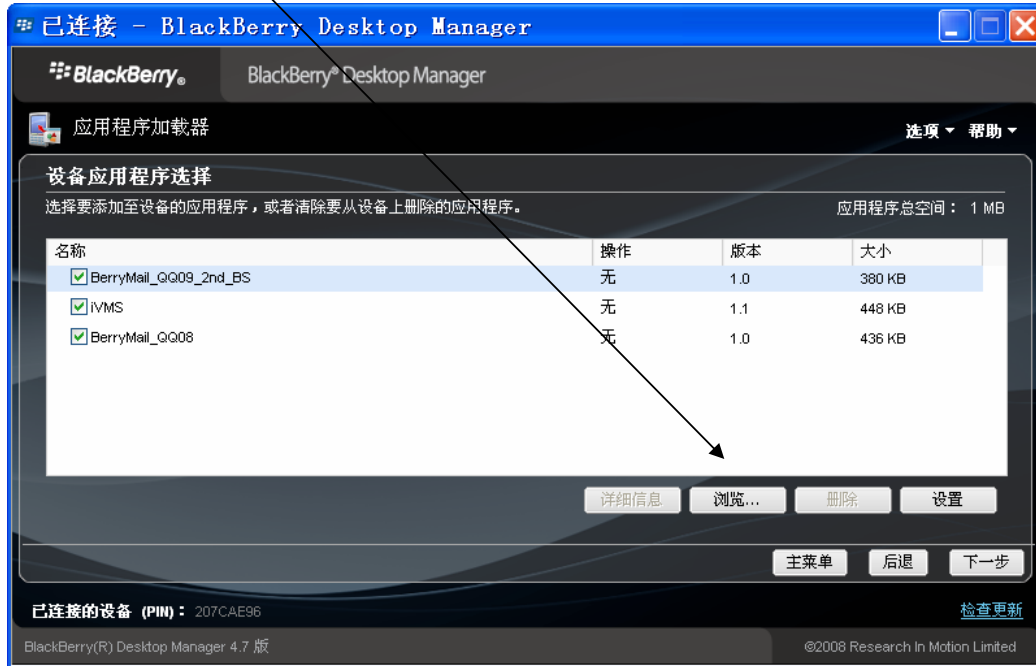 已连接 - BlackBerry Desktop Manager
BlackBerry® BlackBerry® Desktop Manager
应用程序加载器 选项 帮助
设备应用程序选择
选择要添加至设备的应用程序，或者清除要从设备上删除的应用程序。 应用程序总空间： 1 MB
名称 操作 版本 大小
BerryMail_QQ09_2nd_BS 无 1.0 380 KB
iVMS 无 1.1 448 KB
BerryMail_QQ08 无 1.0 436 KB
详细信息 浏览... 删除 设置
主菜单 后退 下一步
已连接的设备 (PIN)： 207CAE96 检查更新
BlackBerry(R) Desktop Manager 4.7 版 ©2008 Research In Motion Limited